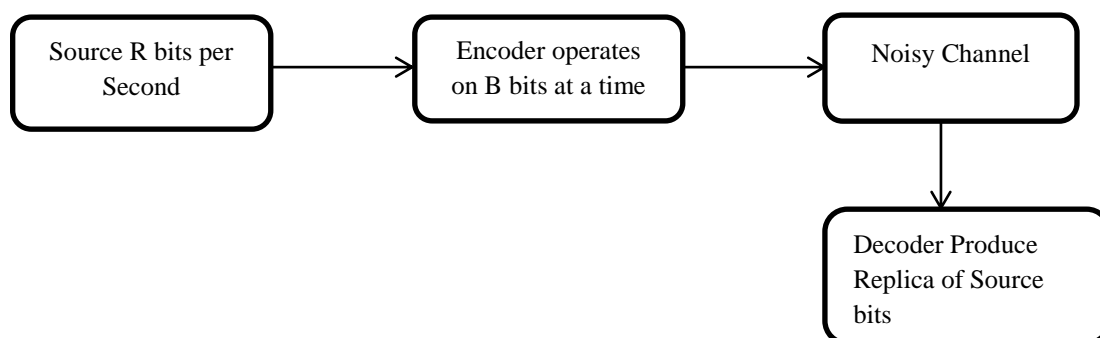 Source R bits per
Second
Encoder operates
on B bits at a time
Noisy Channel
Decoder Produce
Replica of Source
bits